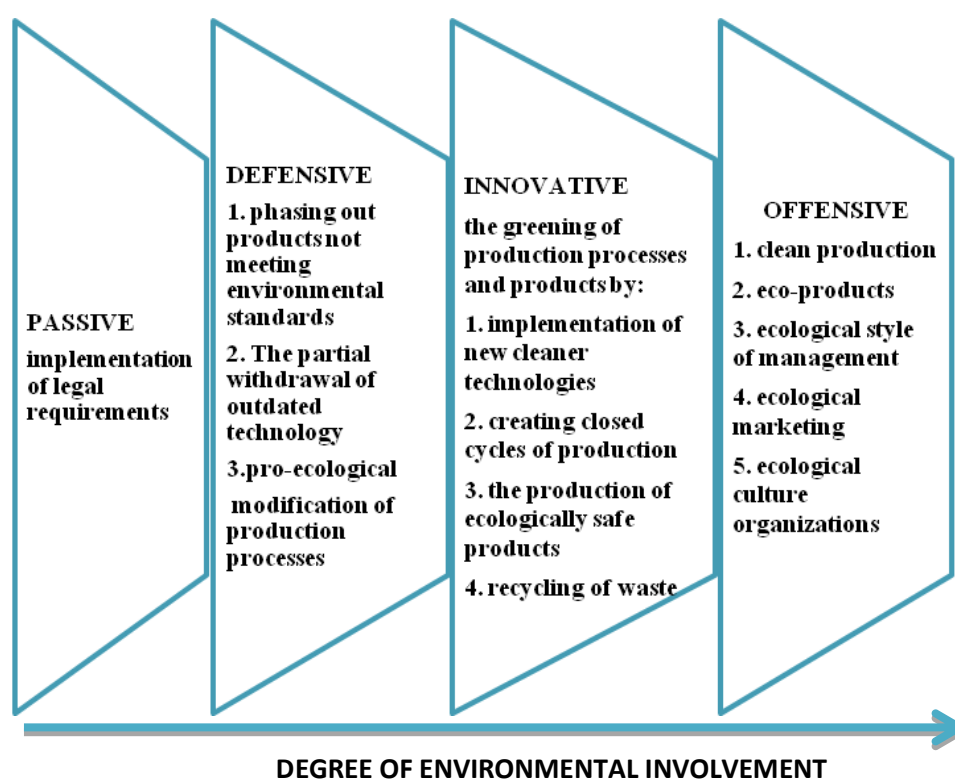 PASSIVE
implementation
of legal
requirements
DEFENSIVE
1. phasing out
products not
meeting
environmental
standards
2. The partial
withdrawal of
outdated
technology
3.pro-ecological
modification of
production
processes
INNOVATIVE
the greening of
production processes
and products by:
1. implementation of
new cleaner
technologies
2. creating closed
cycles of production
3. the production of
ecologically safe
products
4. recycling of waste
OFFENSIVE
1. clean production
2. eco-products
3. ecological style
of management
4. ecological
marketing
5. ecological
culture
organizations
DEGREE OF ENVIRONMENTAL INVOLVEMENT